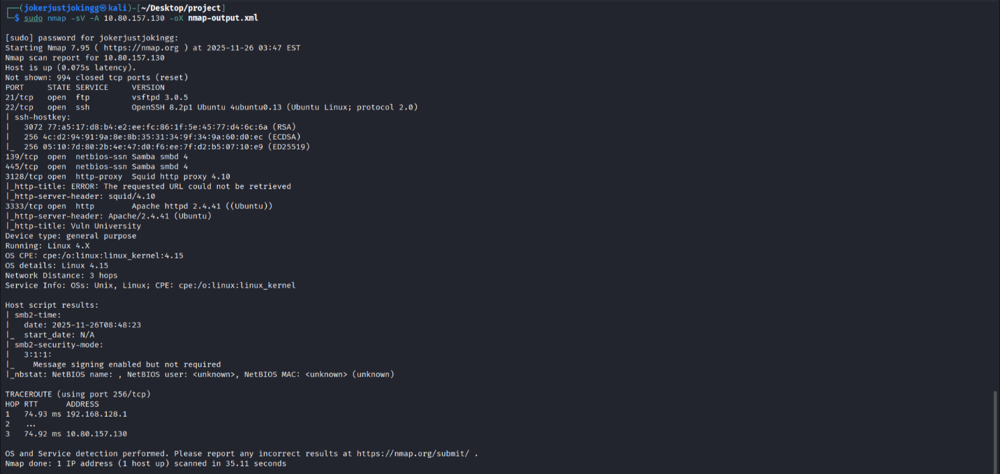 ┌──(jokerjustjokingg㉿kali)-[~/Desktop/project]
└─$ sudo nmap -sV -A 10.80.157.130 -oX nmap-output.xml
[sudo] password for jokerjustjokingg:
Starting Nmap 7.95 ( https://nmap.org ) at 2025-11-26 03:47 EST
Nmap scan report for 10.80.157.130
Host is up (0.075s latency).
Not shown: 994 closed tcp ports (reset)
PORT     STATE SERVICE     VERSION
21/tcp   open  ftp         vsftpd 3.0.5
22/tcp   open  ssh         OpenSSH 8.2p1 Ubuntu 4ubuntu0.13 (Ubuntu Linux; protocol 2.0)
| ssh-hostkey:
|   3072 77:a5:17:d8:b4:e2:ee:fc:86:1f:5e:45:77:d4:6c:6a (RSA)
|   256 4c:d2:94:91:9a:8e:8b:35:31:34:9f:34:9a:60:d0:ec (ECDSA)
|_  256 05:10:7d:80:2b:4e:47:d0:f6:ee:7f:d2:b5:07:10:e9 (ED25519)
139/tcp  open  netbios-ssn Samba smbd 4
445/tcp  open  netbios-ssn Samba smbd 4
3128/tcp open  http-proxy  Squid http proxy 4.10
|_http-title: ERROR: The requested URL could not be retrieved
|_http-server-header: squid/4.10
3333/tcp open  http        Apache httpd 2.4.41 ((Ubuntu))
|_http-server-header: Apache/2.4.41 (Ubuntu)
|_http-title: Vuln University
Device type: general purpose
Running: Linux 4.X
OS CPE: cpe:/o:linux:linux_kernel:4.15
OS details: Linux 4.15
Network Distance: 3 hops
Service Info: OSs: Unix, Linux; CPE: cpe:/o:linux:linux_kernel
Host script results:
| smb2-time:
|   date: 2025-11-26T08:48:23
|_  start_date: N/A
| smb2-security-mode:
|   3:1:1:
|_    Message signing enabled but not required
|_nbstat: NetBIOS name: , NetBIOS user: <unknown>, NetBIOS MAC: <unknown> (unknown)
TRACEROUTE (using port 256/tcp)
HOP RTT      ADDRESS
1   74.93 ms 192.168.128.1
2   ...
3   74.92 ms 10.80.157.130
OS and Service detection performed. Please report any incorrect results at https://nmap.org/submit/ .
Nmap done: 1 IP address (1 host up) scanned in 35.11 seconds